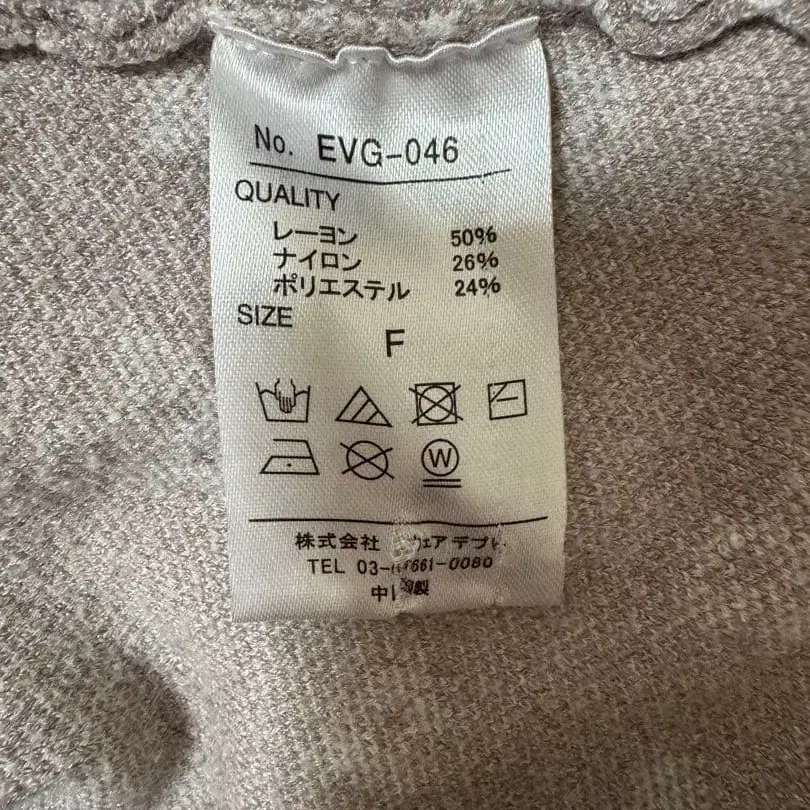 No. EVG-046
QUALITY
レーヨン 50%
ナイロン 26%
ポリエステル 24%
SIZE
F
W
株式会社
TEL